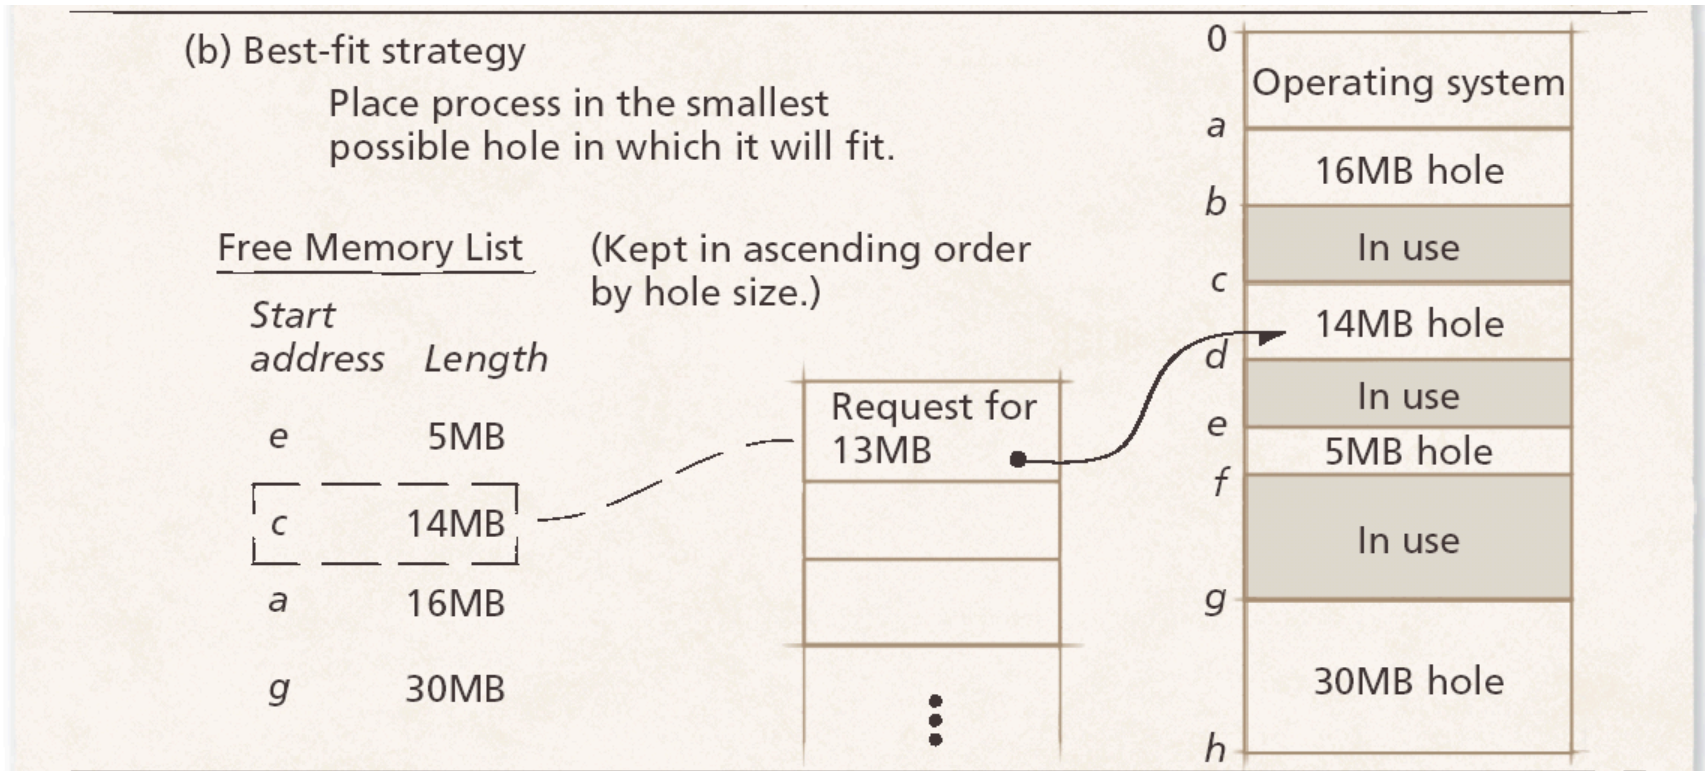 (b) Best-fit strategy
Place process in the smallest
possible hole in which it will fit.
Free Memory List
(Kept in ascending order
by hole size.)
Start
address Length
e 5MB
c 14MB
a 16MB
g 30MB
Request for
13MB
0
Operating system
a
16MB hole
b
In use
c
14MB hole
d
In use
e
5MB hole
f
In use
g
30MB hole
h